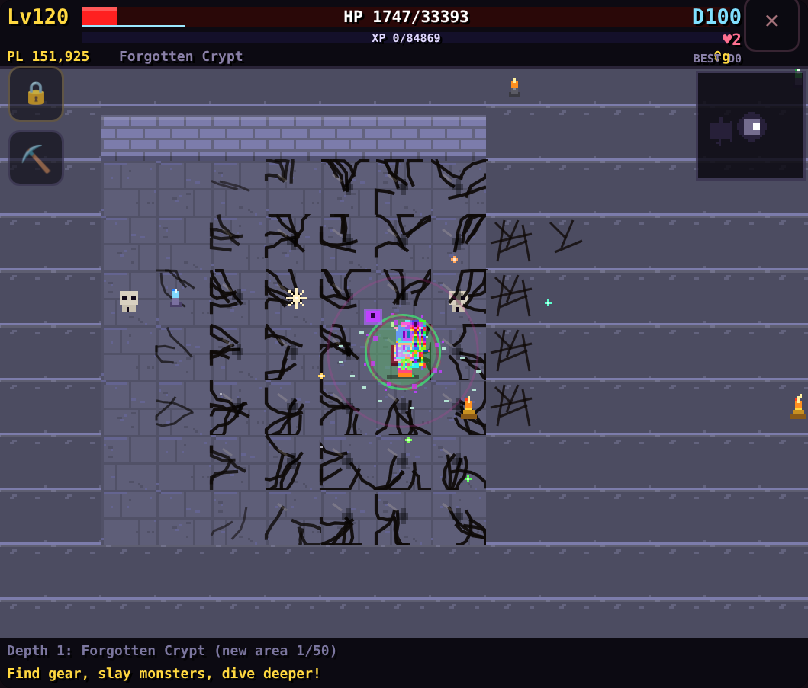 Lv120
HP 1747/33393
D100
XP 0/84869
♥2
PL 151,925
Forgotten Crypt
Depth 1: Forgotten Crypt (new area 1/50)
Find gear, slay monsters, dive deeper!